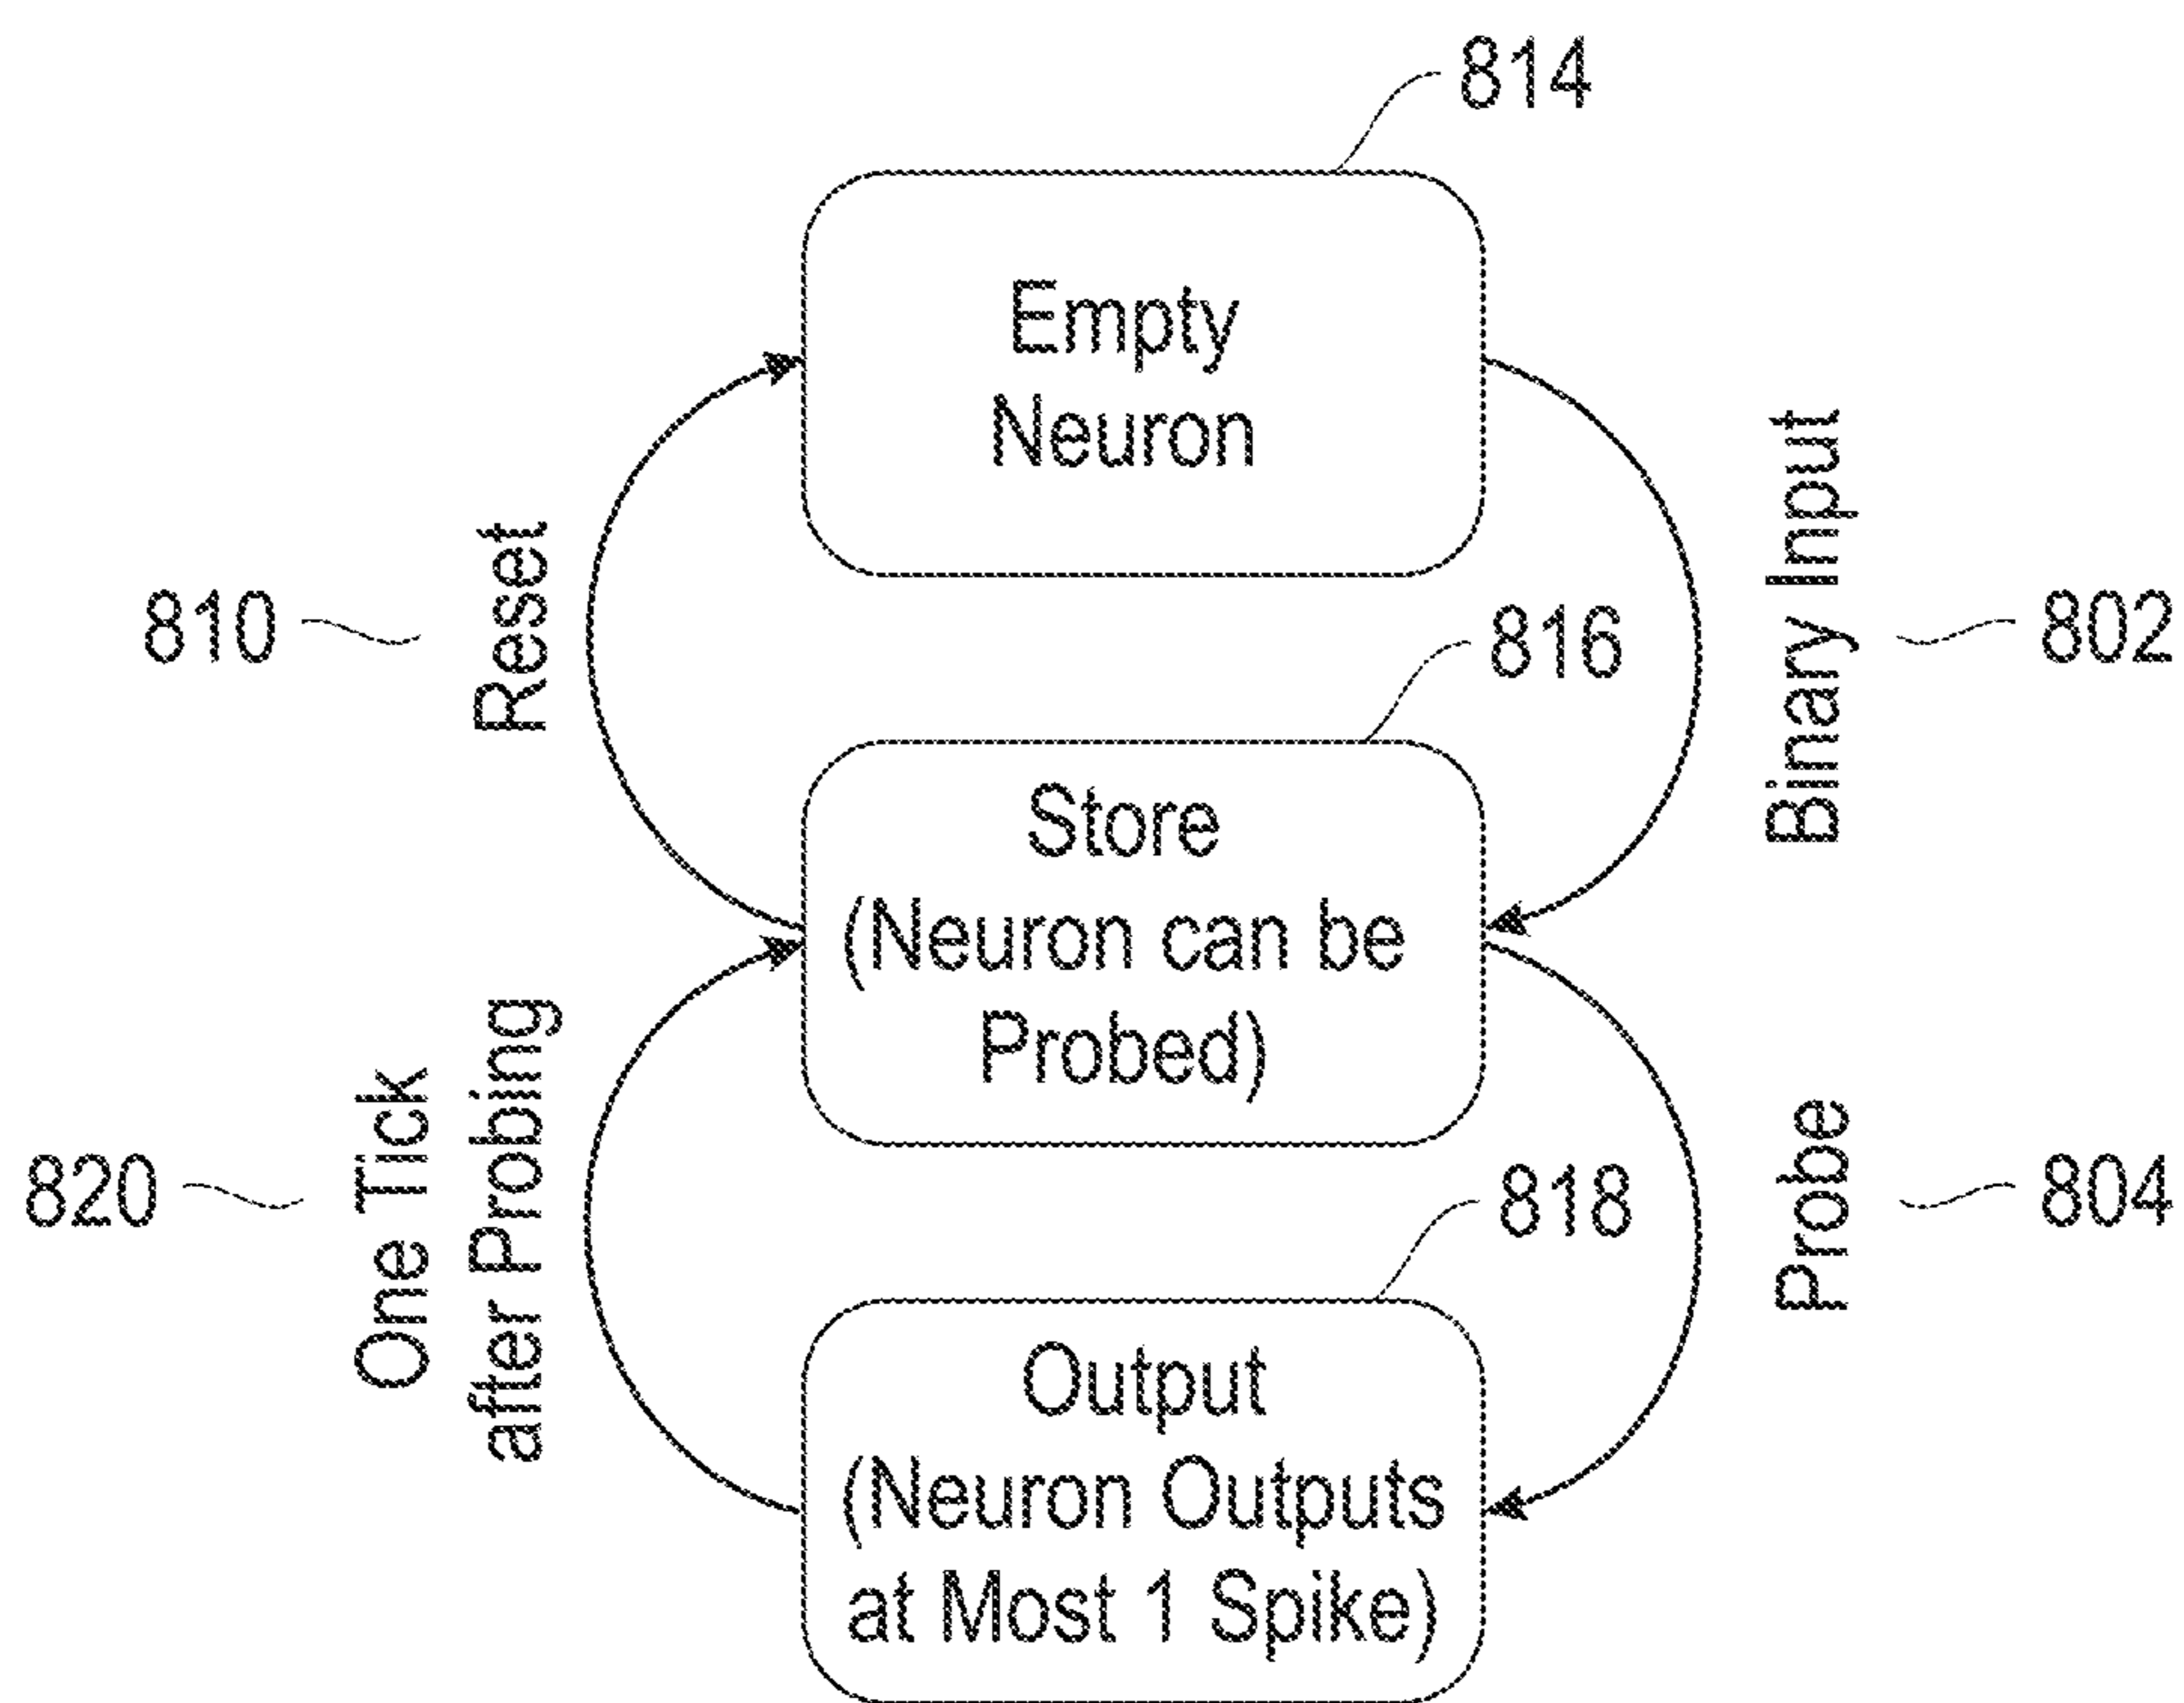 814
Empty
Neuron
Reset
810
Binary Input
802
816
Store
(Neuron can be
Probed)
One Tick
after Probing
820
Probe
804
818
Output
(Neuron Outputs
at Most 1 Spike)